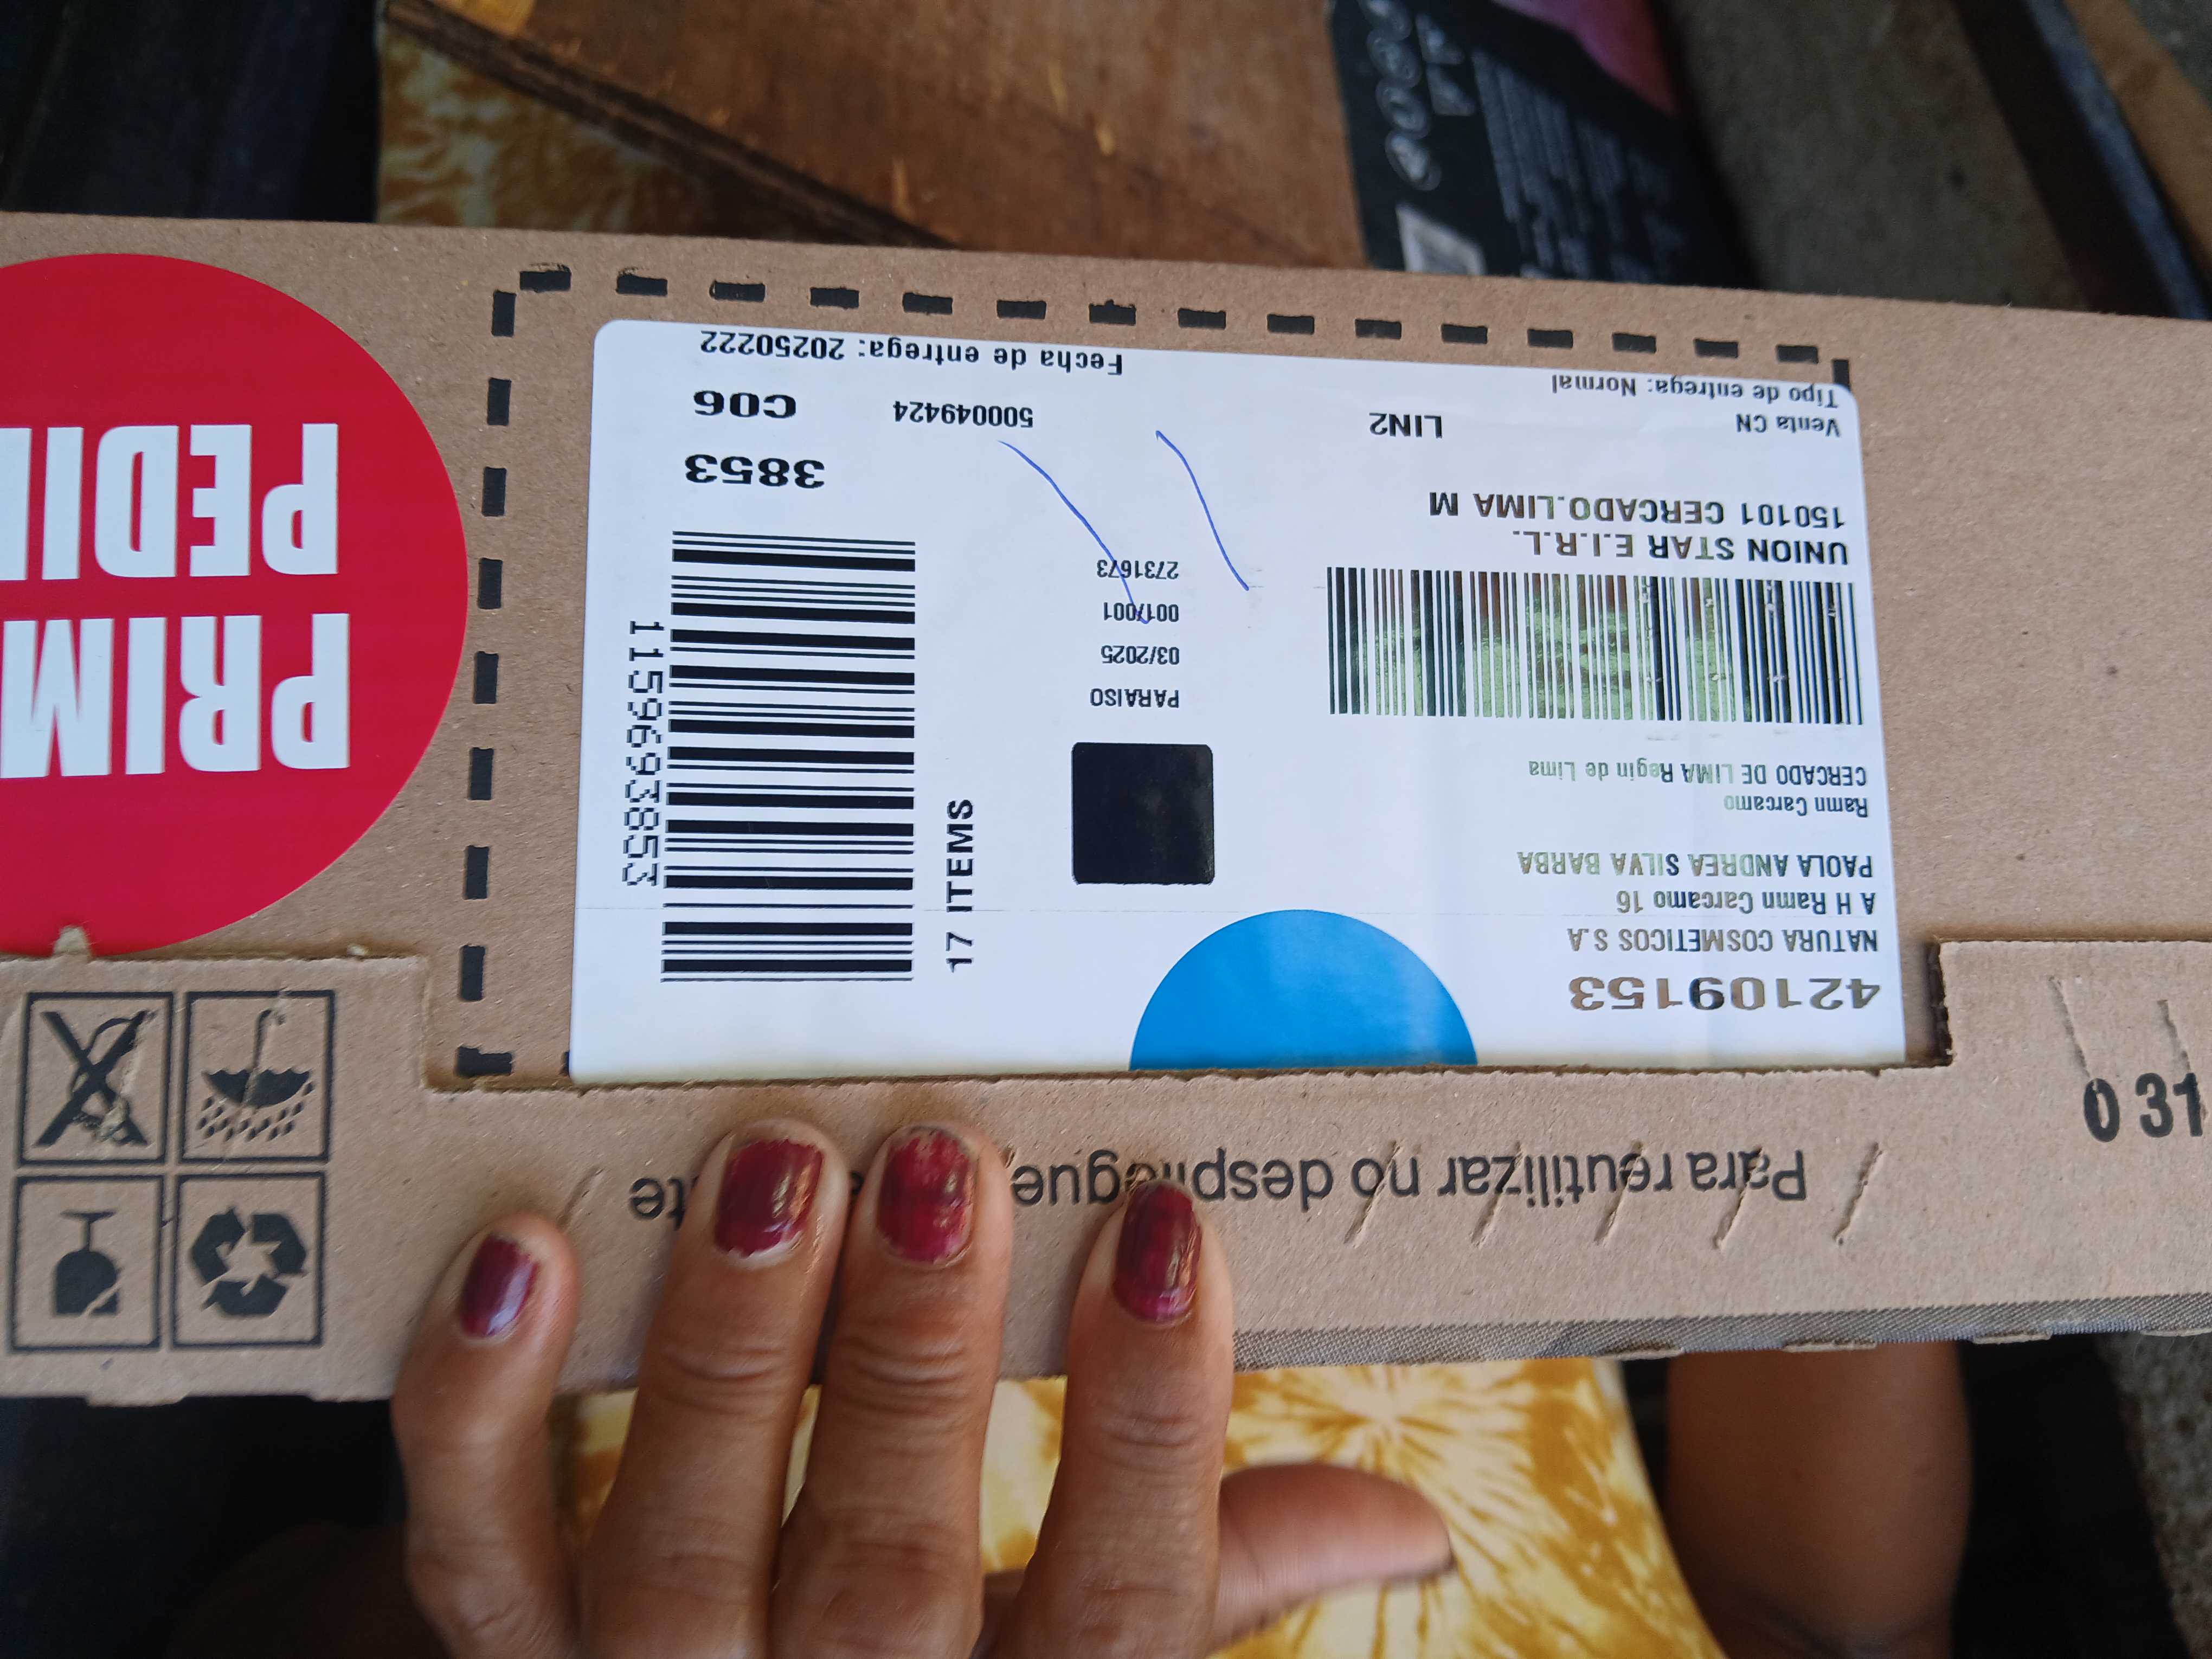 0 31
Para reutilizar no
42109153
NATURA COSMETICOS S.A
A H Ramn Carcamo 16
PAOLA ANDREA SILVA BARBA
Ramn Carcamo
CERCADO DE LIMA Regin de Lima
UNION STAR E.I.R.L.
150101 CERCADO.LIMA M
Venta CN
LIN2
Tipo de entrega: Normal
PARAISO
03/2025
001/001
2731673
500049424
Fecha de entrega: 20250222
17 ITEMS
1159693853
3853
C06
PRIM
PEDI